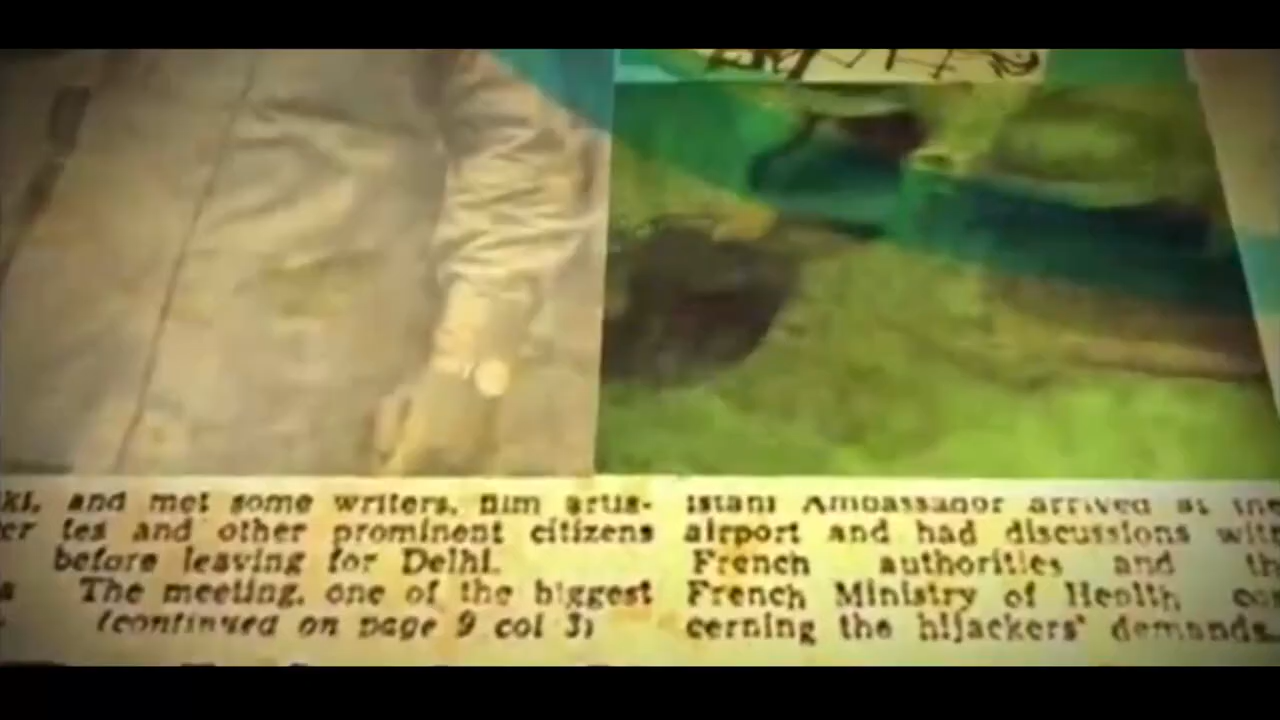 and met some writers, film artis-
tes and other prominent citizens
before leaving for Delhi.
The meeting, one of the biggest
(continued on page 9 col 3)
istani Ambassador arrived at the
airport and had discussions with
French authorities and th
French Ministry of Health con
cerning the hijackers' demands.